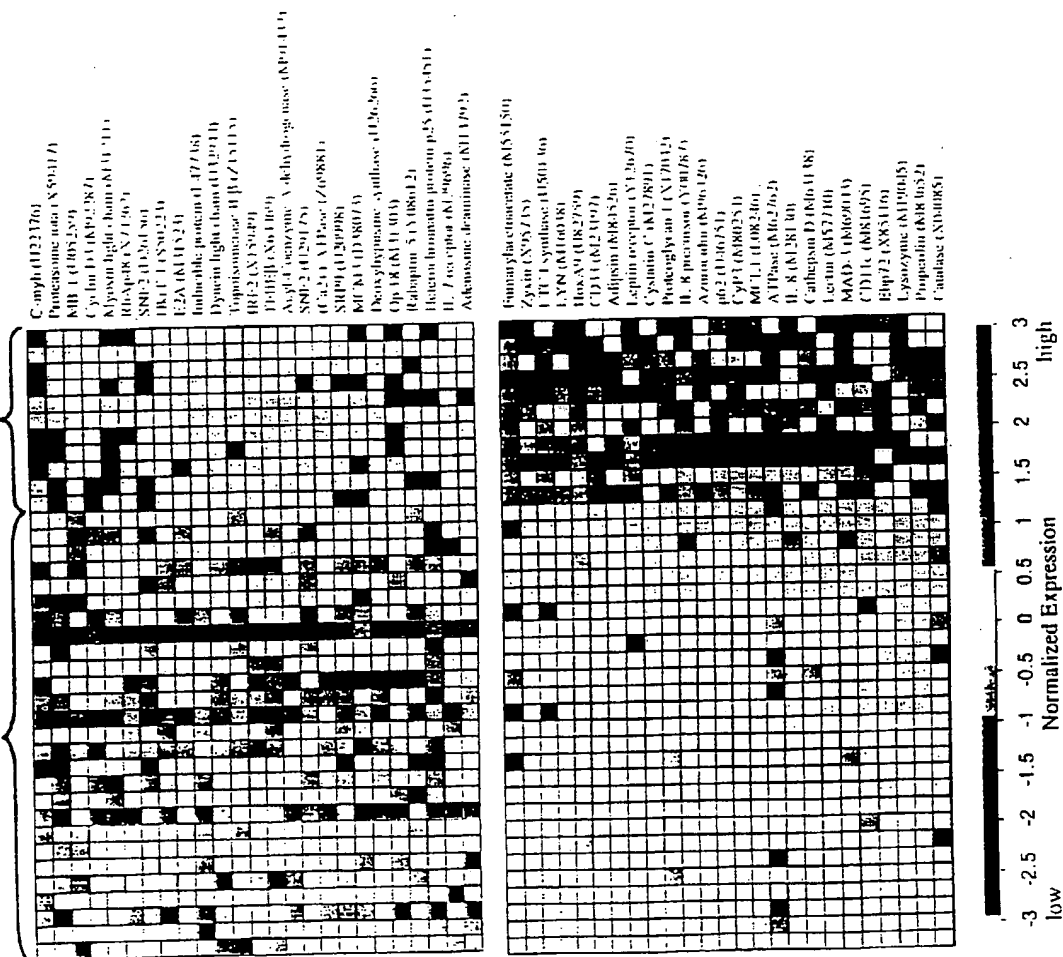 C-myb (U22376)
Proteasome iota (X59417)
MB-1 (U05259)
Cyclin D3 (M92287)
Myosin light chain (M31211)
RbAp48 (X74262)
SNF2 (D26156)
HkrT-1 (S50223)
E2A (M31523)
Inducible protein (L47738)
Dynein light chain (U32944)
Topoisomerase II β (Z15115)
IRF2 (X15949)
TFIIEβ (X63469)
Acyl-Coenzyme A dehydrogenase (M91432)
SNF2 (U29175)
(Ca2+)-ATPase (Z69881)
SRP9 (U20998)
MCM3 (D38073)
Deoxyhypusine synthase (U26266)
Op 18 (M31303)
Rabaptin-5 (Y08612)
Heterochromatin protein p25 (U35451)
IL-7 receptor (M29696)
Adenosine deaminase (M13792)
Fumarylacetoacetate (M55150)
Zyxin (X95735)
LTC4 synthase (U50136)
LYN (M16038)
HoxA9 (U82759)
CD33 (M23197)
Adipsin (M84526)
Leptin receptor (Y12670)
Cystatin C (M27891)
Proteoglycan 1 (X17042)
IL-8 precursor (Y00787)
Azurocidin (M96326)
p62 (U46751)
CyP3 (M80254)
MCL1 (L08246)
ATPase (M62762)
IL-8 (M28130)
Cathepsin D (M63138)
Lectin (M57710)
MAD-3 (M69043)
CD11c (M81695)
Ebp72 (X85116)
Lysozyme (M19045)
Properdin (M83652)
Catalase (X04085)
-3 -2.5 -2 -1.5 -1 -0.5 0 0.5 1 1.5 2 2.5 3
low Normalized Expression high